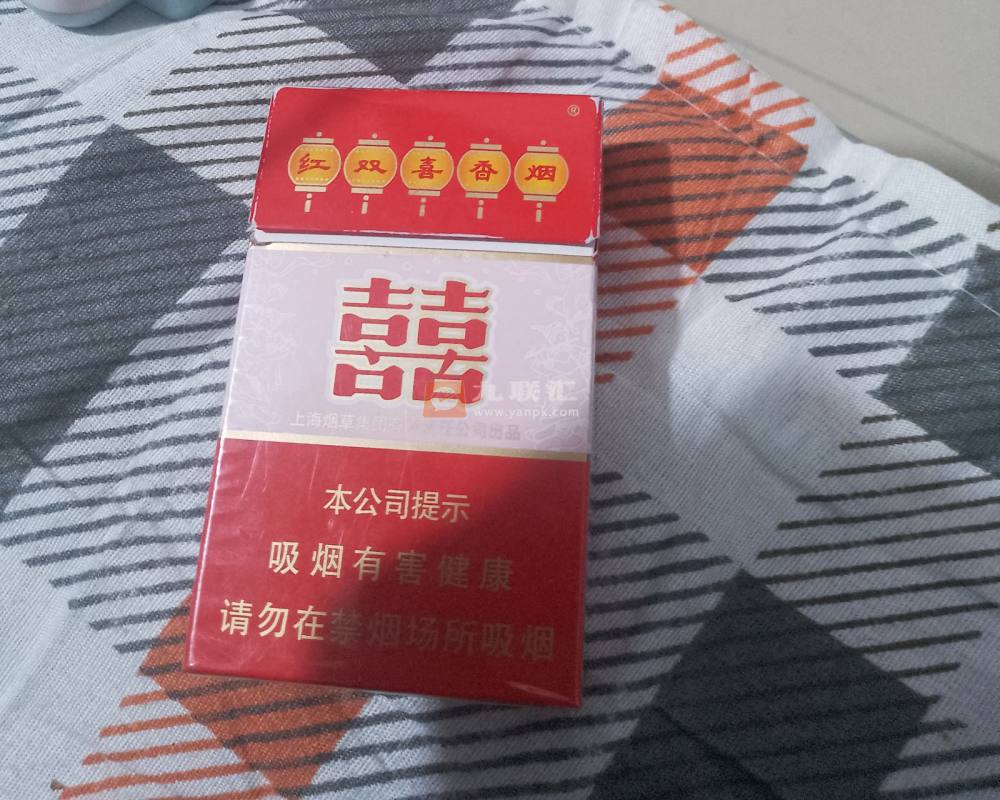 ®
红双喜香烟
囍
九联汇
www.yanpk.com
上海烟草集团有限责任公司出品
本公司提示
吸烟有害健康
请勿在禁烟场所吸烟